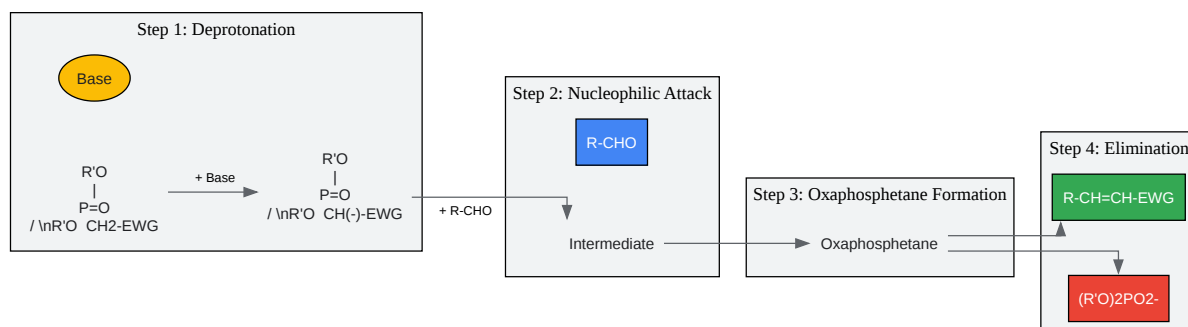 Step 1: Deprotonation
Base
R'O
|
P=O
/ \nR'O  CH2-EWG
+ Base
R'O
|
P=O
/ \nR'O  CH(-)-EWG
+ R-CHO
Step 2: Nucleophilic Attack
R-CHO
Intermediate
Step 3: Oxaphosphetane Formation
Oxaphosphetane
Step 4: Elimination
R-CH=CH-EWG
(R'O)2PO2-